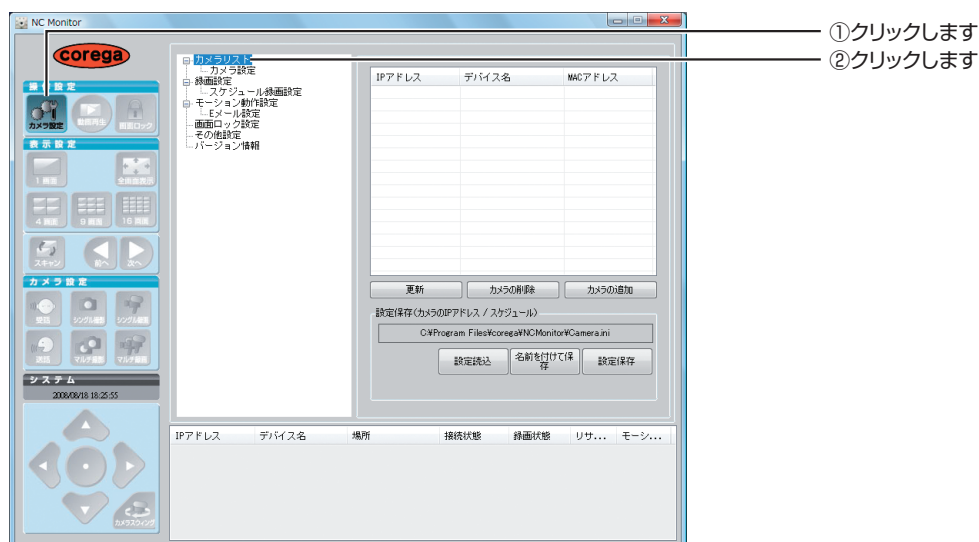 NC Monitor
①クリックします
②クリックします
corega
操作設定
カメラ設定
動画再生
画面ロック
表示設定
1 画面
全画面表示
4 画面
9 画面
16 画面
スキャン
前へ
次へ
カメラ設定
受話
シングル撮影
シングル録画
送話
マルチ撮影
マルチ録画
システム
2008/08/18 18:25:55
カメラスウィング
カメラリスト
カメラ設定
録画設定
スケジュール録画設定
モーション動作設定
Eメール設定
画面ロック設定
その他設定
バージョン情報
IPアドレス デバイス名 MACアドレス
更新 カメラの削除 カメラの追加
設定保存(カメラのIPアドレス / スケジュール)
C:¥Program Files¥corega¥NCMonitor¥Camera.ini
設定読込 名前を付けて保存 設定保存
IPアドレス デバイス名 場所 接続状態 録画状態 リサ... モーシ...